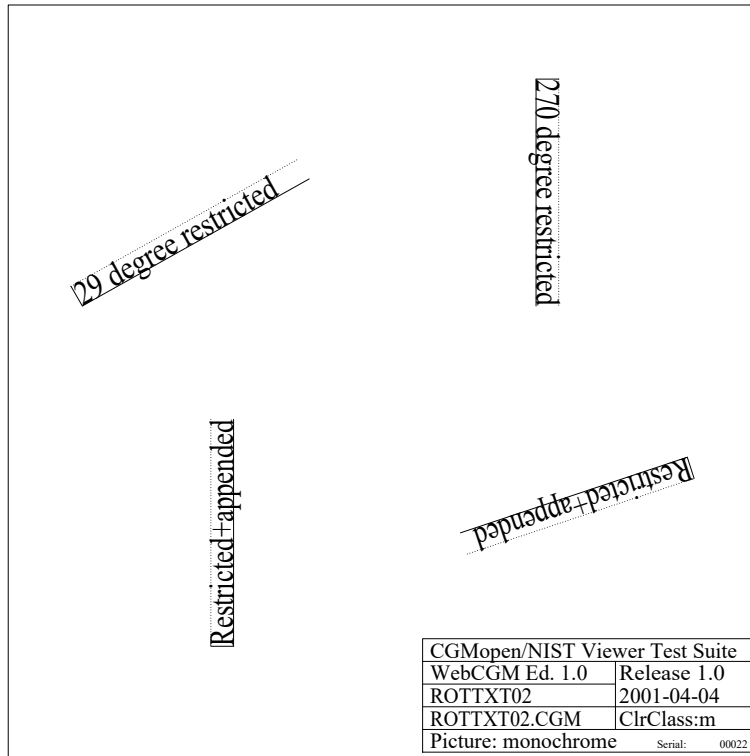 29 degree restricted
270 degree restricted
Restricted+appended
Restricted+appended
CGMopen/NIST Viewer Test Suite
WebCGM Ed. 1.0 Release 1.0
ROTTXT02 2001-04-04
ROTTXT02.CGM ClrClass:m
Picture: monochrome Serial: 00022